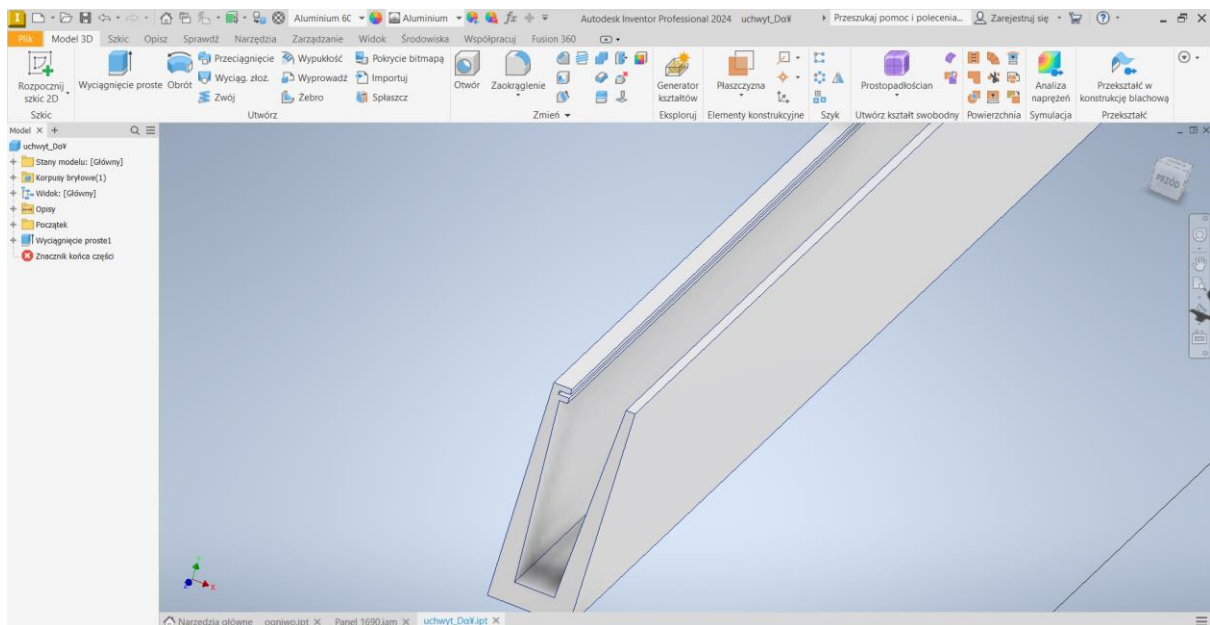 Aluminium 6C Aluminium fx Autodesk Inventor Professional 2024 uchwyt_Do¥ Przeszukaj pomoc i polecenia... Zarejestruj się
Plik Model 3D Szkic Opisz Sprawdź Narzędzia Zarządzanie Widok Środowiska Współpracuj Fusion 360
Rozpocznij szkic 2D
Wyciągnięcie proste
Obrót
Przeciągnięcie
Wypukłość
Pokrycie bitmapą
Wyciąg. złoż.
Wyprowadź
Importuj
Zwój
Żebro
Spłaszcz
Otwór
Zaokrąglenie
Generator kształtów
Płaszczyzna
Prostopadłościan
Analiza naprężeń
Przekształć w konstrukcję blachową
Szkic Utwórz Zmień Eksploruj Elementy konstrukcyjne Szyk Utwórz kształt swobodny Powierzchnia Symulacja Przekształć
Model × +
uchwyt_Do¥
Stany modelu: [Główny]
Korpusy bryłowe(1)
Widok: [Główny]
Opisy
Początek
Wyciągnięcie proste1
Znacznik końca części
PRZÓD
Narzędzia główne ogniwo.ipt × Panel 1690.iam × uchwyt_Do¥.ipt ×